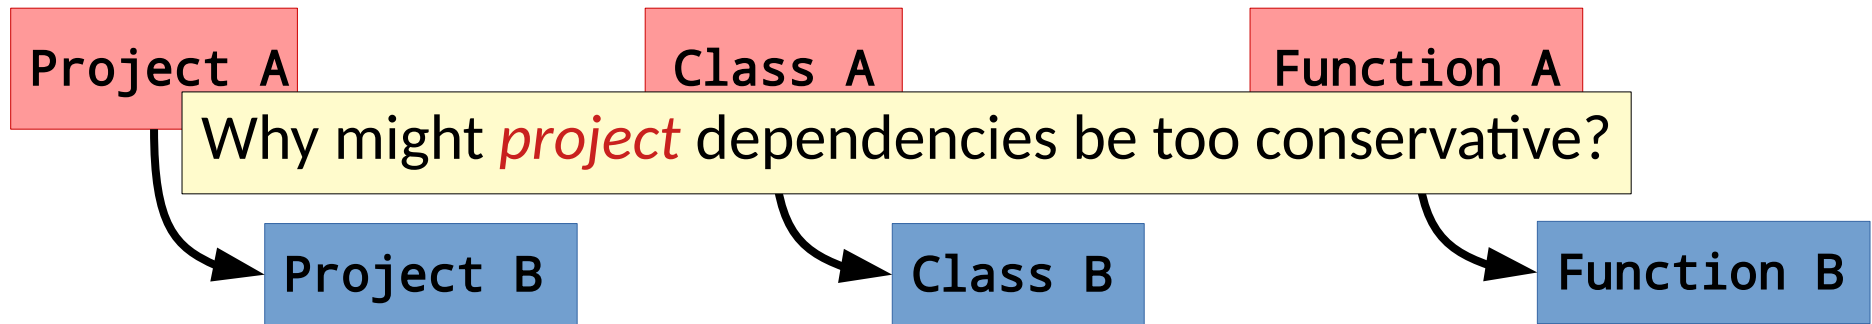 Project A
Class A
Function A
Why might project dependencies be too conservative?
Project B
Class B
Function B